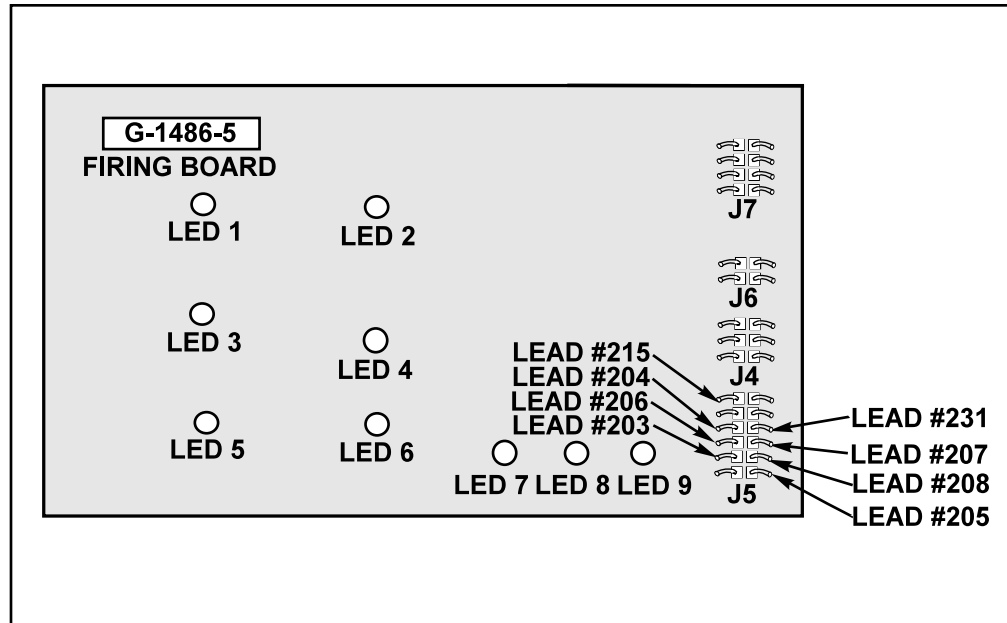 G-1486-5
FIRING BOARD
LED 1
LED 2
J7
LED 3
LED 4
J6
J4
LEAD #215
LEAD #204
LEAD #206
LEAD #203
LEAD #231
LEAD #207
LEAD #208
LEAD #205
LED 5
LED 6
LED 7 LED 8 LED 9
J5